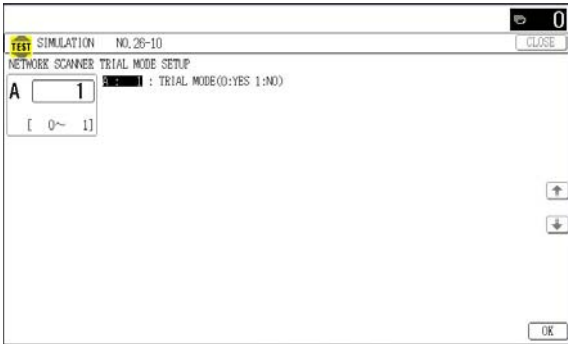 0
TEST SIMULATION NO.26-10 CLOSE
NETWORK SCANNER TRIAL MODE SETUP
A 1 A : 1 : TRIAL MODE(0:YES 1:NO)
[ 0~ 1]
OK